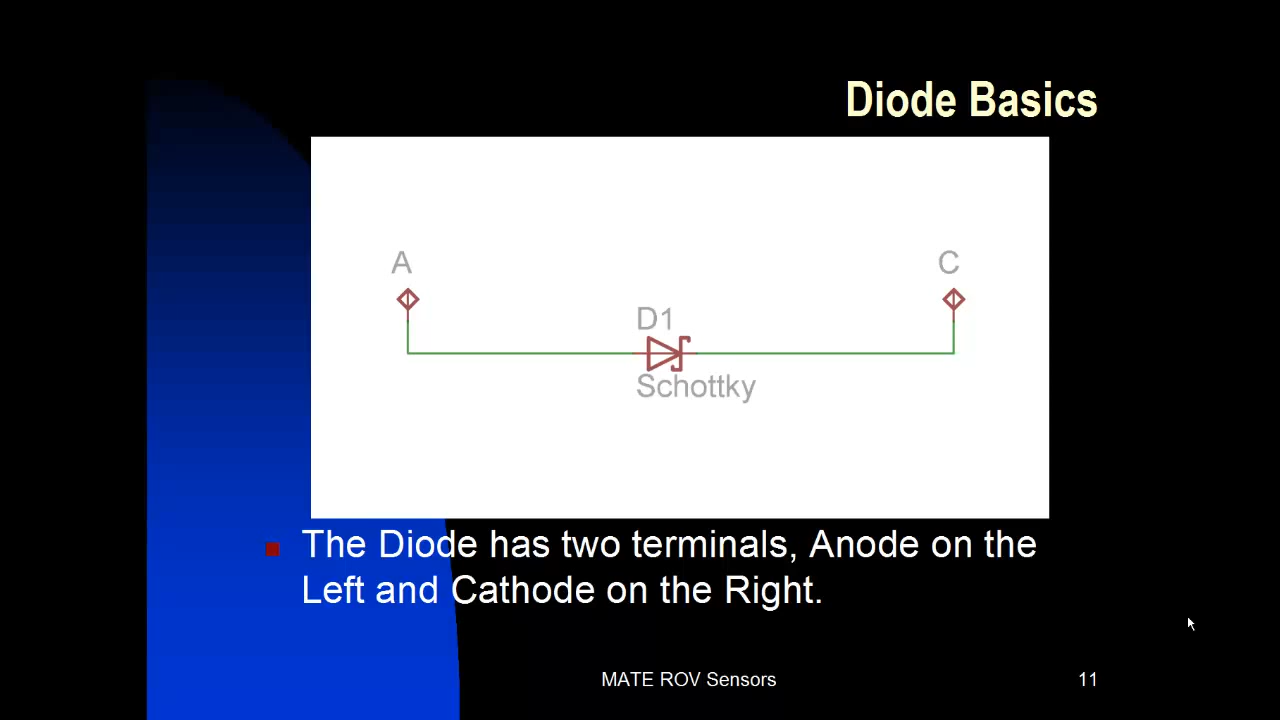 Diode Basics
A
C
D1
Schottky
The Diode has two terminals, Anode on the
Left and Cathode on the Right.
MATE ROV Sensors
11